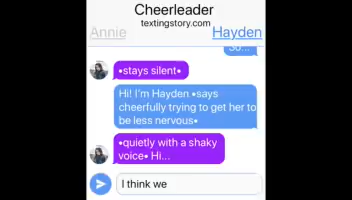 Cheerleader
textingstory.com
Annie
Hayden
So...
•stays silent•
Hi! I'm Hayden •says
cheerfully trying to get her to
be less nervous•
•quietly with a shaky
voice• Hi...
I think we